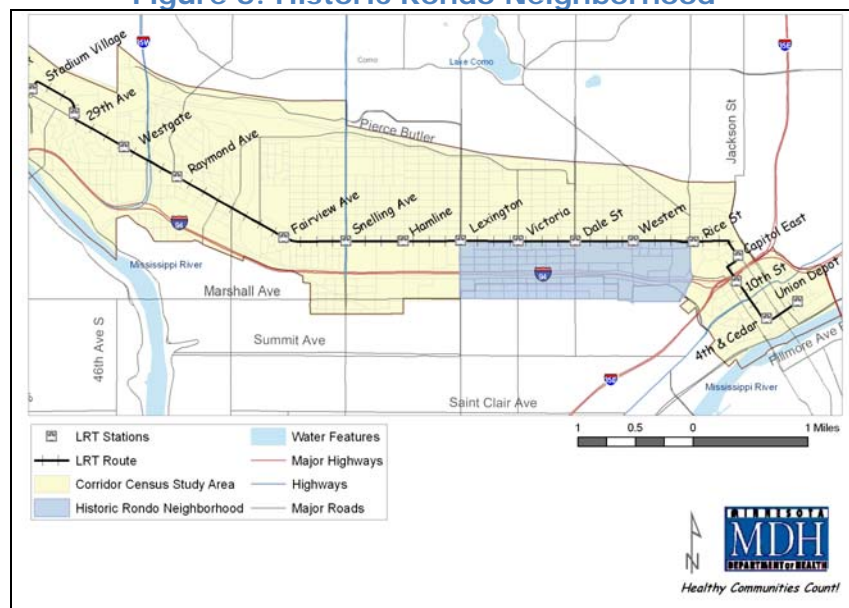 Figure 3. Historic Rondo Neighborhood
35W
35E
Stadium Village
Como
Lake Como
29th Ave
Pierce Butler
Jackson St
Westgate
Raymond Ave
94
Fairview Ave
Snelling Ave
Hamline
Lexington
Victoria
Dale St
Western
Rice St
Capitol East
10th St
Union Depot
4th & Cedar
Mississippi River
94
Marshall Ave
46th Ave S
Summit Ave
Fillmore Ave
35E
Mississippi River
Saint Clair Ave
LRT Stations
LRT Route
Corridor Census Study Area
Historic Rondo Neighborhood
Water Features
Major Highways
Highways
Major Roads
1 0.5 0 1 Miles
N
MINNESOTA
MDH
DEPARTMENT OF HEALTH
Healthy Communities Count!